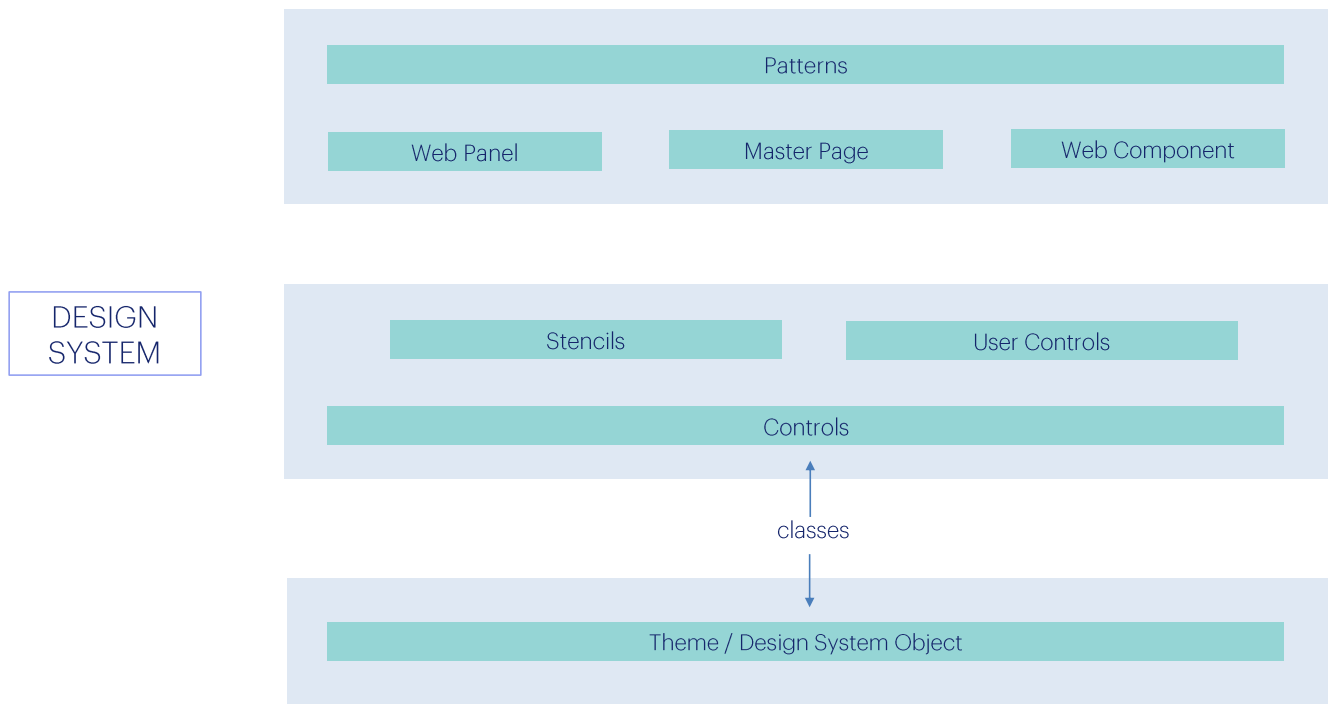 Patterns
Web Panel
Master Page
Web Component
DESIGN
SYSTEM
Stencils
User Controls
Controls
classes
Theme / Design System Object